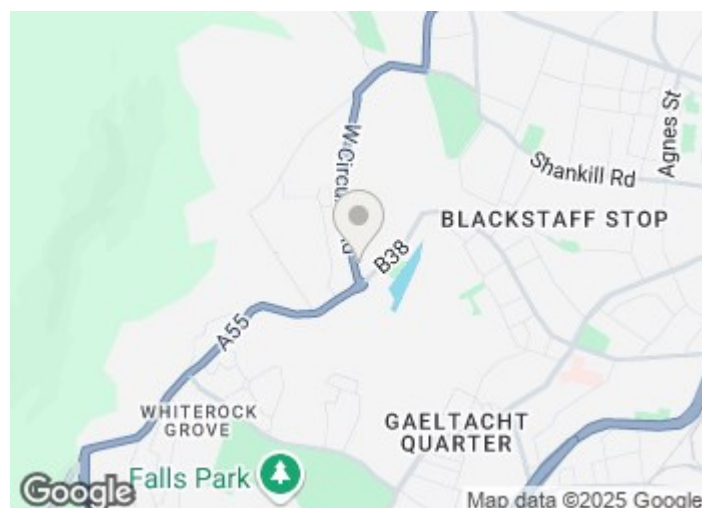 Agnes St
W Circu
Rd
Shankill Rd
BLACKSTAFF STOP
B38
A55
WHITEROCK
GROVE
GAELTACHT
QUARTER
Falls Park
Google
Map data ©2025 Google